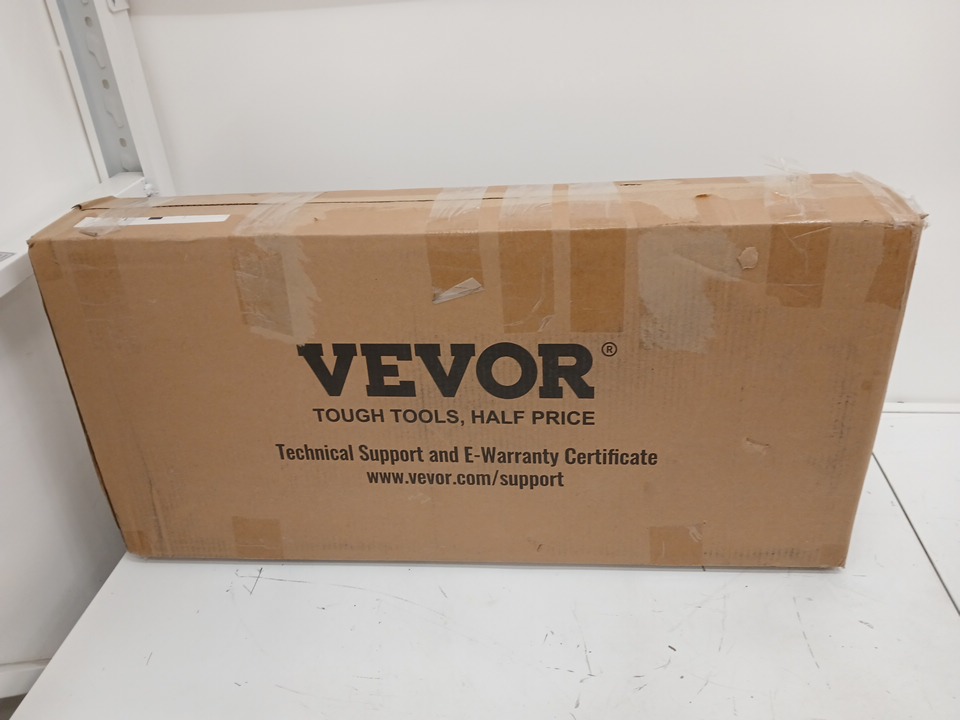 VEVOR®
TOUGH TOOLS, HALF PRICE
Technical Support and E-Warranty Certificate
www.vevor.com/support